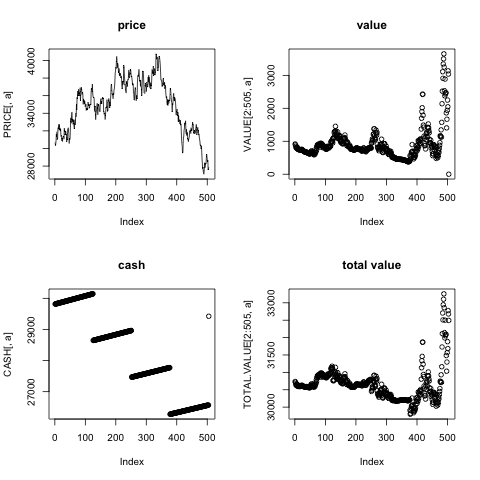 price
PRICE[, a]
28000 32000 36000 40000
0 100 200 300 400 500
Index
value
VALUE[2:505, a]
0 1000 2000 3000
0 100 200 300 400 500
Index
cash
CASH[, a]
27000 29000
0 100 200 300 400 500
Index
total value
TOTAL.VALUE[2:505, a]
30000 31500 33000
0 100 200 300 400 500
Index